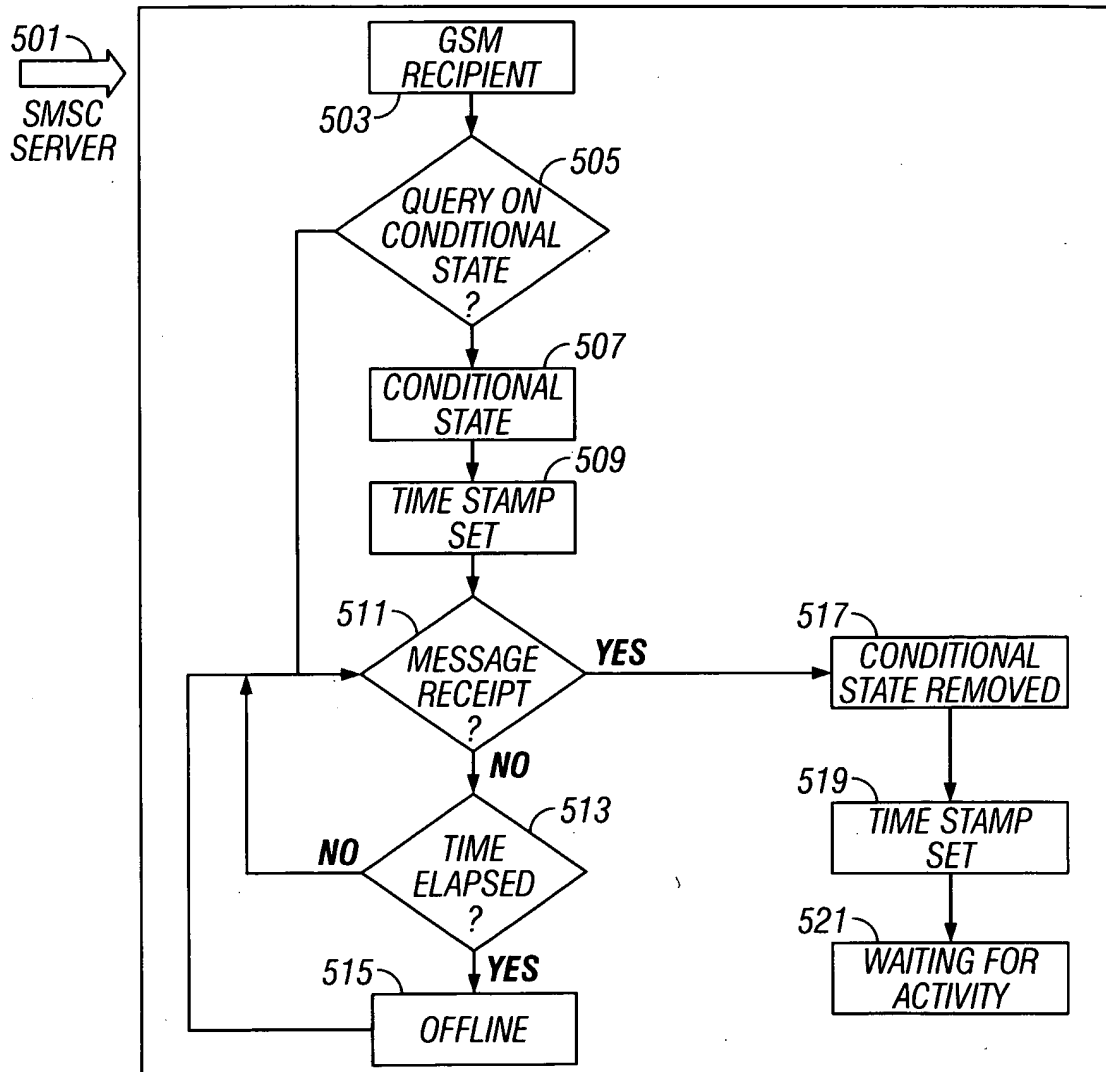 501
SMSC
SERVER
GSM
RECIPIENT
503
505
QUERY ON
CONDITIONAL
STATE
?
507
CONDITIONAL
STATE
509
TIME STAMP
SET
511
MESSAGE
RECEIPT
?
YES
517
CONDITIONAL
STATE REMOVED
NO
513
TIME
ELAPSED
?
NO
519
TIME STAMP
SET
YES
515
OFFLINE
521
WAITING FOR
ACTIVITY